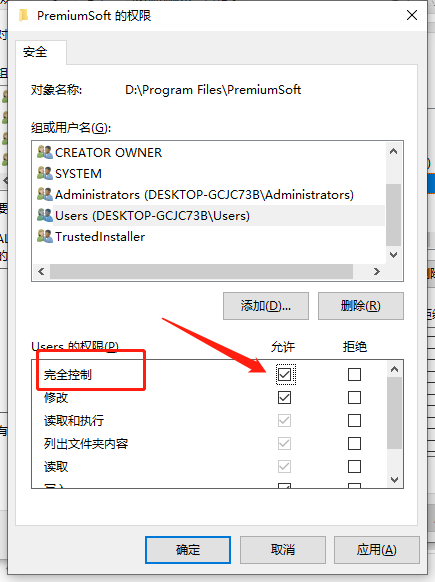 PremiumSoft 的权限
安全
对象名称: D:\Program Files\PremiumSoft
组或用户名(G):
CREATOR OWNER
SYSTEM
Administrators (DESKTOP-GCJC73B\Administrators)
Users (DESKTOP-GCJC73B\Users)
TrustedInstaller
添加(D)... 删除(R)
Users 的权限(P) 允许 拒绝
完全控制
修改
读取和执行
列出文件夹内容
读取
确定 取消 应用(A)